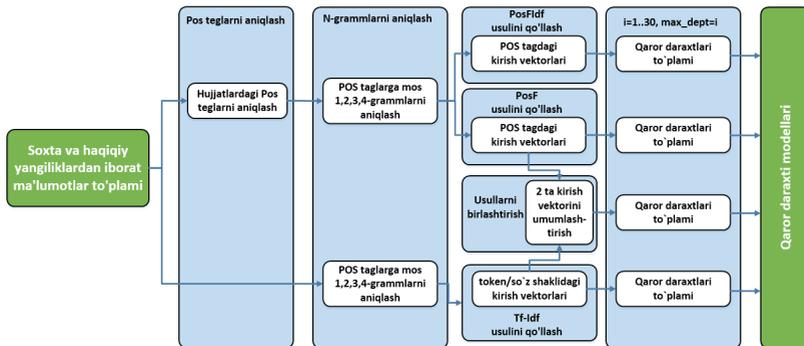 Soxta va haqiqiy
yangiliklardan iborat
ma'lumotlar to'plami
Pos teglarni aniqlash
Hujjatlardagi Pos
teglarni aniqlash
N-grammlarni aniqlash
POS taglarga mos
1,2,3,4-grammlarni
aniqlash
POS taglarga mos
1,2,3,4-grammlarni
aniqlash
PosFIdf
usulini qo'llash
POS tagdagi
kirish vektorlari
PosF
usulini qo'llash
POS tagdagi
kirish vektorlari
Usullarni
birlashtirish
2 ta kirish
vektorini
umumlash-
tirish
token/so`z shaklidagi
kirish vektorlari
Tf-Idf
usulini qo'llash
i=1..30, max_dept=i
Qaror daraxtlari
to`plami
Qaror daraxtlari
to`plami
Qaror daraxtlari
to`plami
Qaror daraxtlari
to`plami
Qaror daraxti modellari